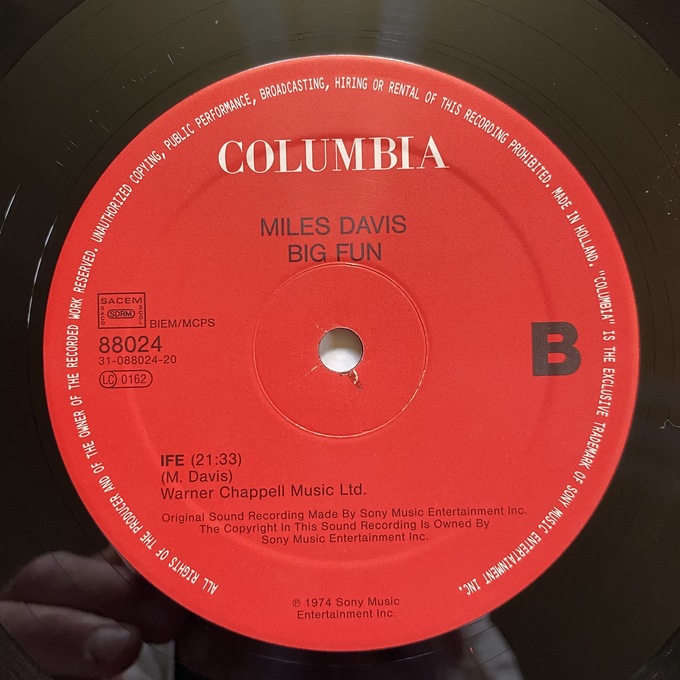 ALL RIGHTS OF THE PRODUCER AND OF THE OWNER OF THE RECORDED WORK RESERVED. UNAUTHORIZED COPYING, PUBLIC PERFORMANCE, BROADCASTING, HIRING OR RENTAL OF THIS RECORDING PROHIBITED. MADE IN HOLLAND. "COLUMBIA" IS THE EXCLUSIVE TRADEMARK OF SONY MUSIC ENTERTAINMENT INC.
COLUMBIA
MILES DAVIS
BIG FUN
SACEM
SDRM
BIEM/MCPS
88024
31-088024-20
LC 0162
B
IFE (21:33)
(M. Davis)
Warner Chappell Music Ltd.
Original Sound Recording Made By Sony Music Entertainment Inc.
The Copyright In This Sound Recording Is Owned By
Sony Music Entertainment Inc.
℗ 1974 Sony Music
Entertainment Inc.